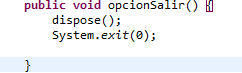 public void opcionSalir() {
dispose();
System.exit(0);
}